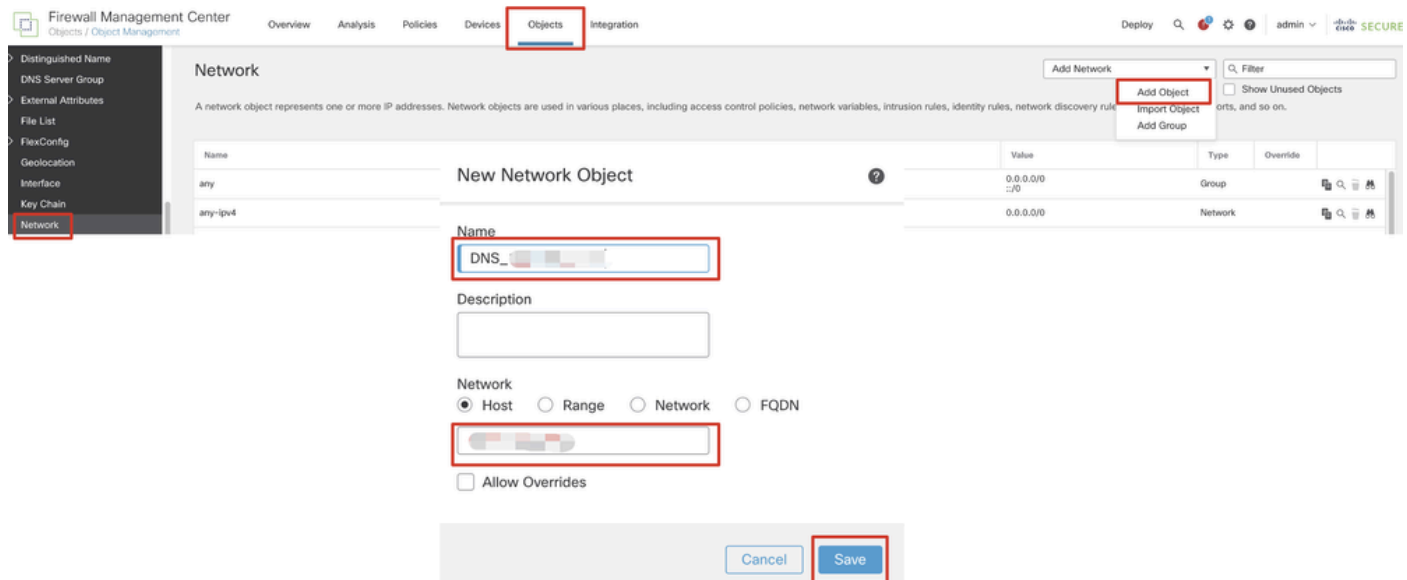 Firewall Management Center
Objects / Object Management
Overview Analysis Policies Devices Objects Integration
Deploy admin cisco SECURE
Distinguished Name
DNS Server Group
External Attributes
File List
FlexConfig
Geolocation
Interface
Key Chain
Network
Network
Add Network
Filter
Add Object
Import Object
Add Group
Show Unused Objects
A network object represents one or more IP addresses. Network objects are used in various places, including access control policies, network variables, intrusion rules, identity rules, network discovery rule orts, and so on.
Name Value Type Override
any 0.0.0.0/0 Group
::/0
any-ipv4 0.0.0.0/0 Network
New Network Object
Name
DNS_
Description
Network
Host Range Network FQDN
Allow Overrides
Cancel Save